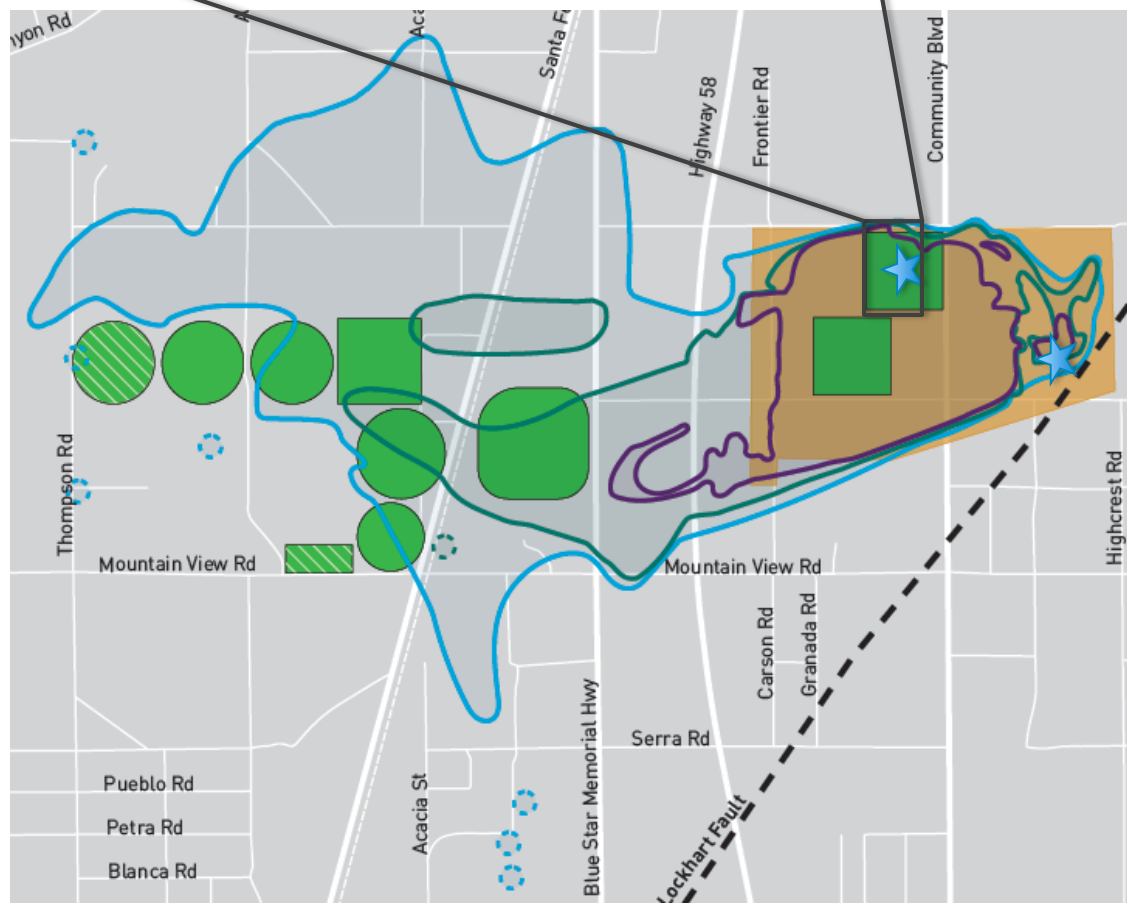 Santa
Highway 58
Frontier Rd
Community Blvd
Thompson Rd
Highcrest Rd
Mountain View Rd
Mountain View Rd
Carson Rd
Granada Rd
Blue Star Memorial Hwy
Serra Rd
Acacia St
Pueblo Rd
Petra Rd
Blanca Rd
Lockhart Fault